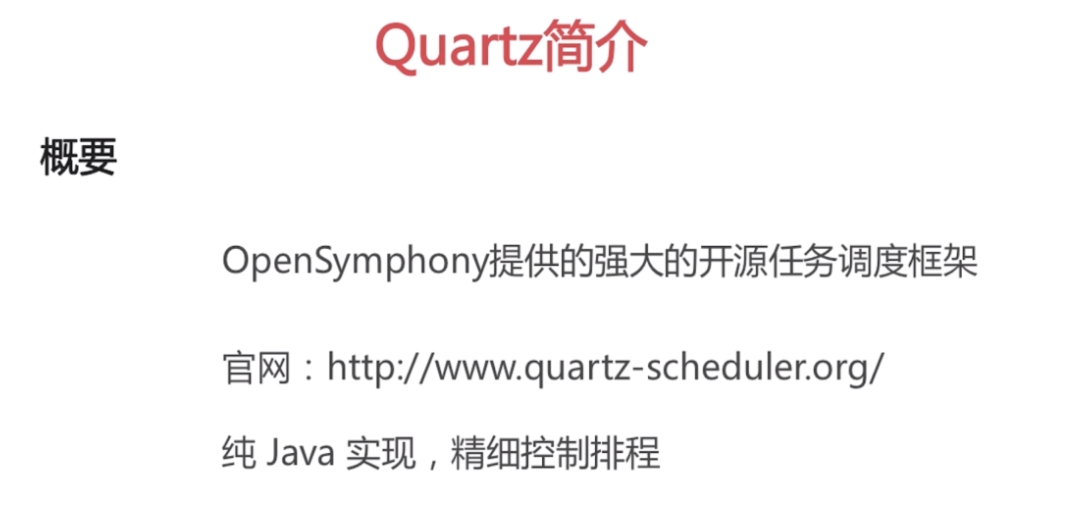 Quartz简介
概要
OpenSymphony提供的强大的开源任务调度框架
官网：http://www.quartz-scheduler.org/
纯 Java 实现，精细控制排程